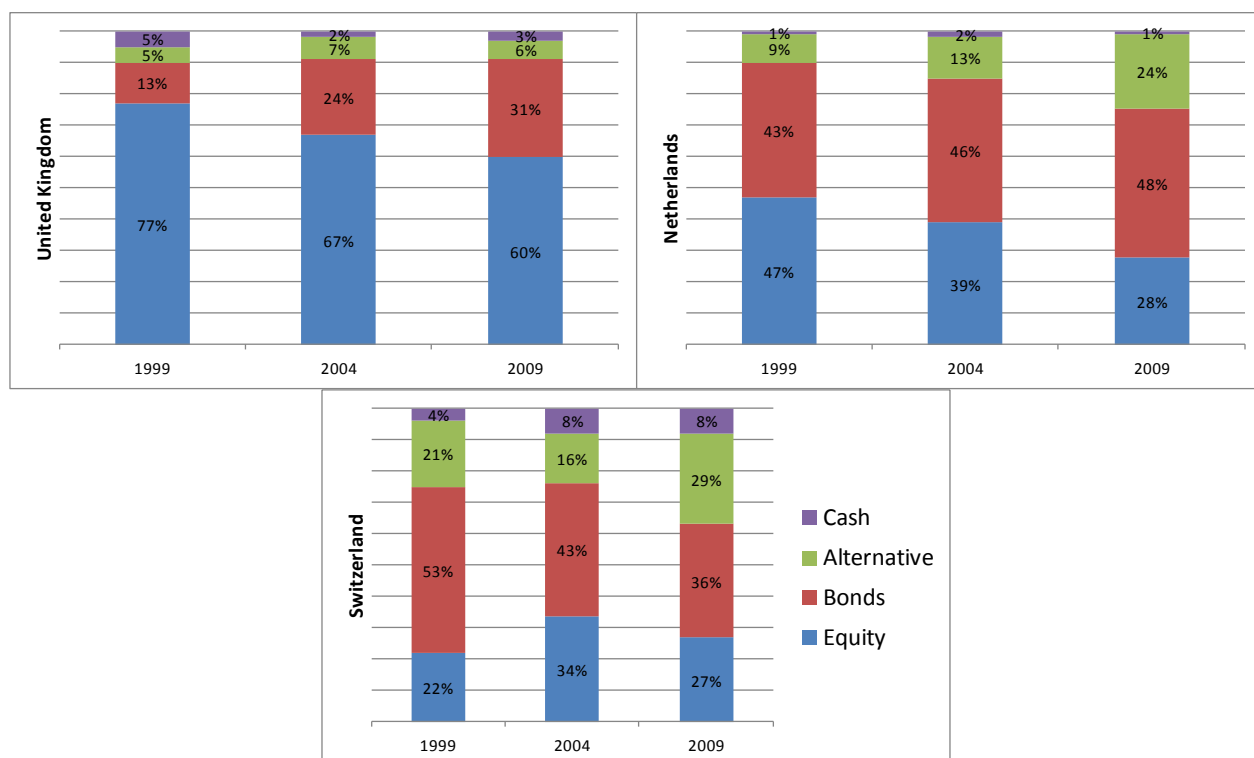 United Kingdom
5% 2% 3%
5% 7% 6%
13% 24% 31%
77% 67% 60%
1999 2004 2009
Netherlands
1% 2% 1%
9% 13% 24%
43% 46% 48%
47% 39% 28%
1999 2004 2009
Switzerland
4% 8% 8%
21% 16% 29%
53% 43% 36%
22% 34% 27%
1999 2004 2009
Cash
Alternative
Bonds
Equity